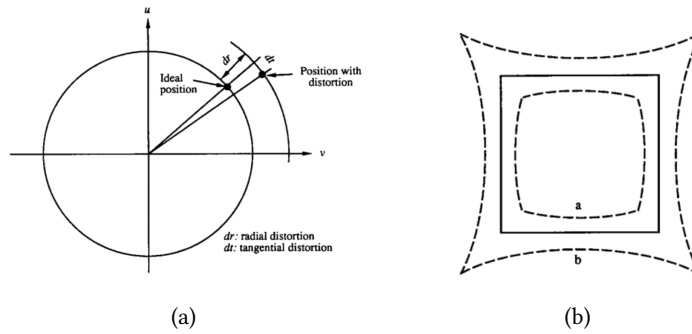 u
dr
dt
Ideal
position
Position with
distortion
v
dr: radial distortion
dt: tangential distortion
(a)
a
b
(b)